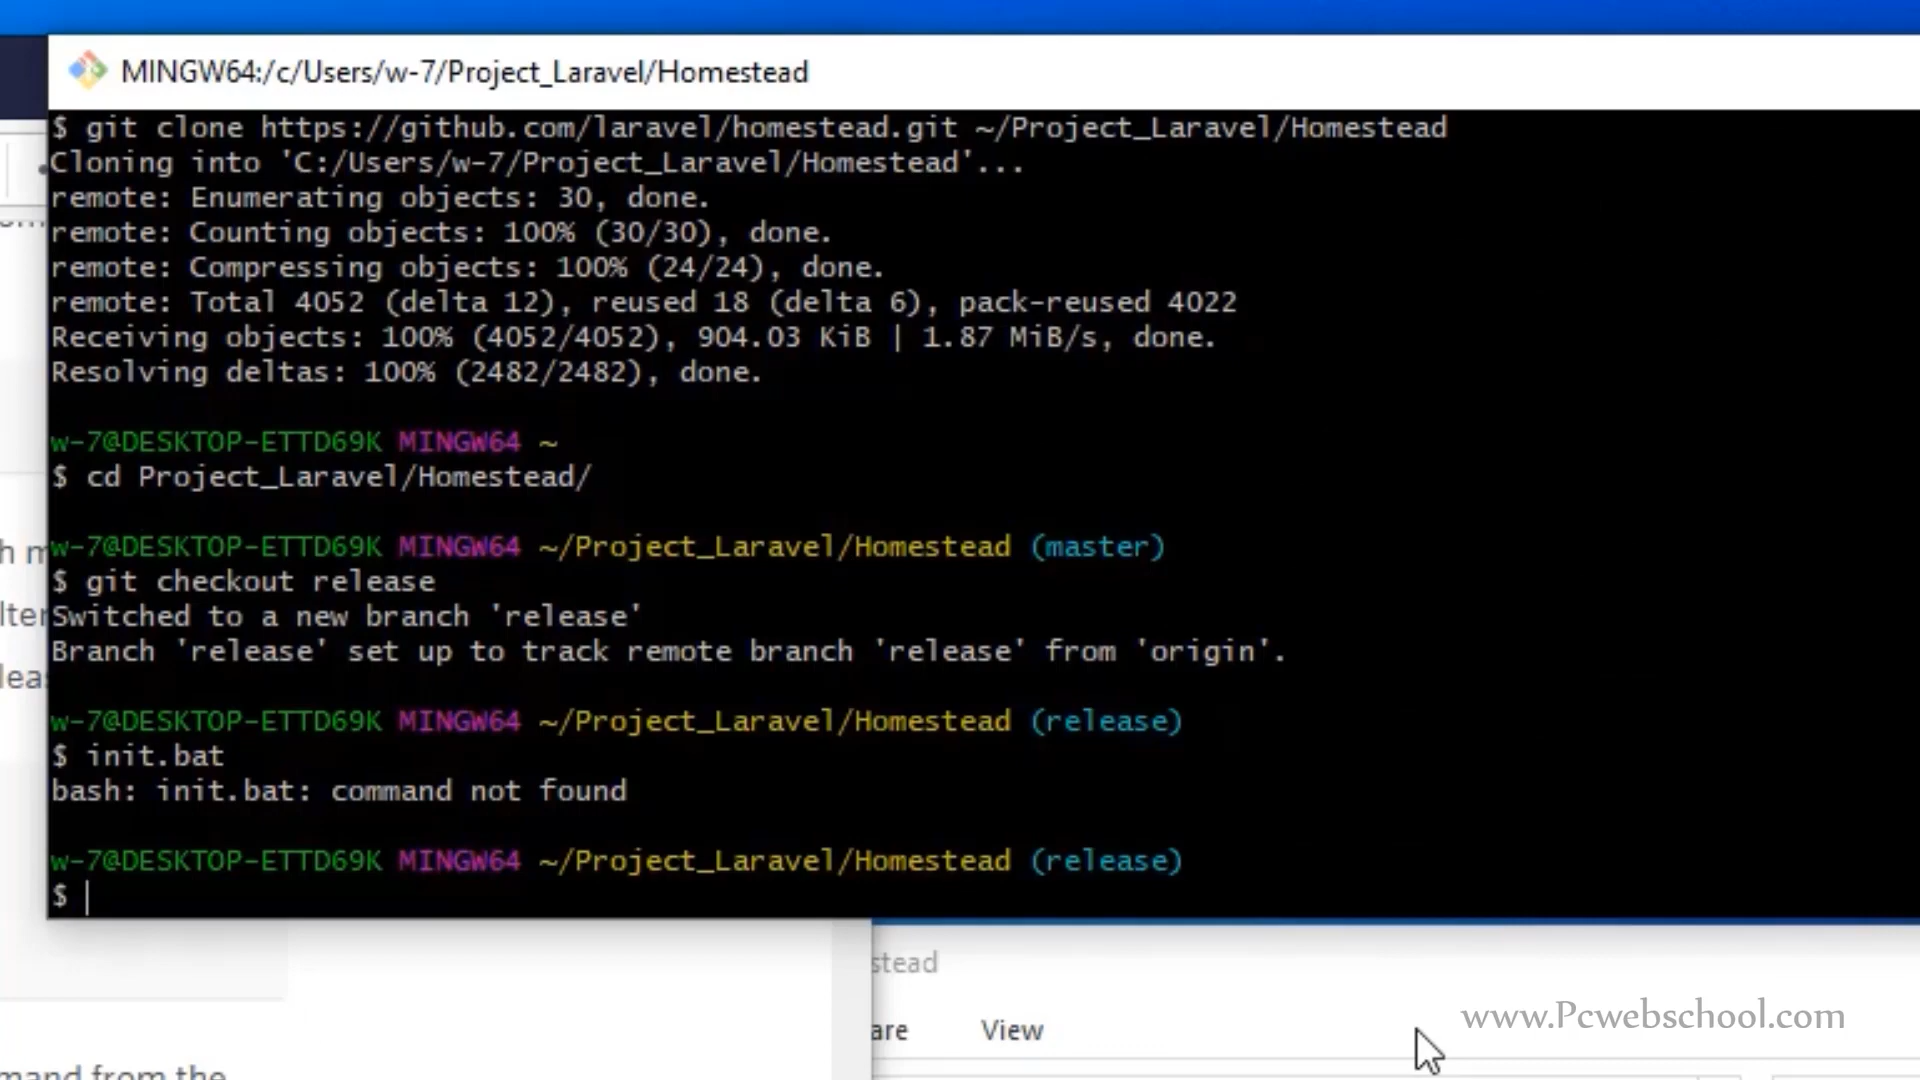 MINGW64:/c/Users/w-7/Project_Laravel/Homestead
$ git clone https://github.com/laravel/homestead.git ~/Project_Laravel/Homestead
Cloning into 'C:/Users/w-7/Project_Laravel/Homestead'...
remote: Enumerating objects: 30, done.
remote: Counting objects: 100% (30/30), done.
remote: Compressing objects: 100% (24/24), done.
remote: Total 4052 (delta 12), reused 18 (delta 6), pack-reused 4022
Receiving objects: 100% (4052/4052), 904.03 KiB | 1.87 MiB/s, done.
Resolving deltas: 100% (2482/2482), done.
w-7@DESKTOP-ETTD69K MINGW64 ~
$ cd Project_Laravel/Homestead/
w-7@DESKTOP-ETTD69K MINGW64 ~/Project_Laravel/Homestead (master)
$ git checkout release
Switched to a new branch 'release'
Branch 'release' set up to track remote branch 'release' from 'origin'.
w-7@DESKTOP-ETTD69K MINGW64 ~/Project_Laravel/Homestead (release)
$ init.bat
bash: init.bat: command not found
w-7@DESKTOP-ETTD69K MINGW64 ~/Project_Laravel/Homestead (release)
$
stead
are View
www.Pcwebschool.com
from the